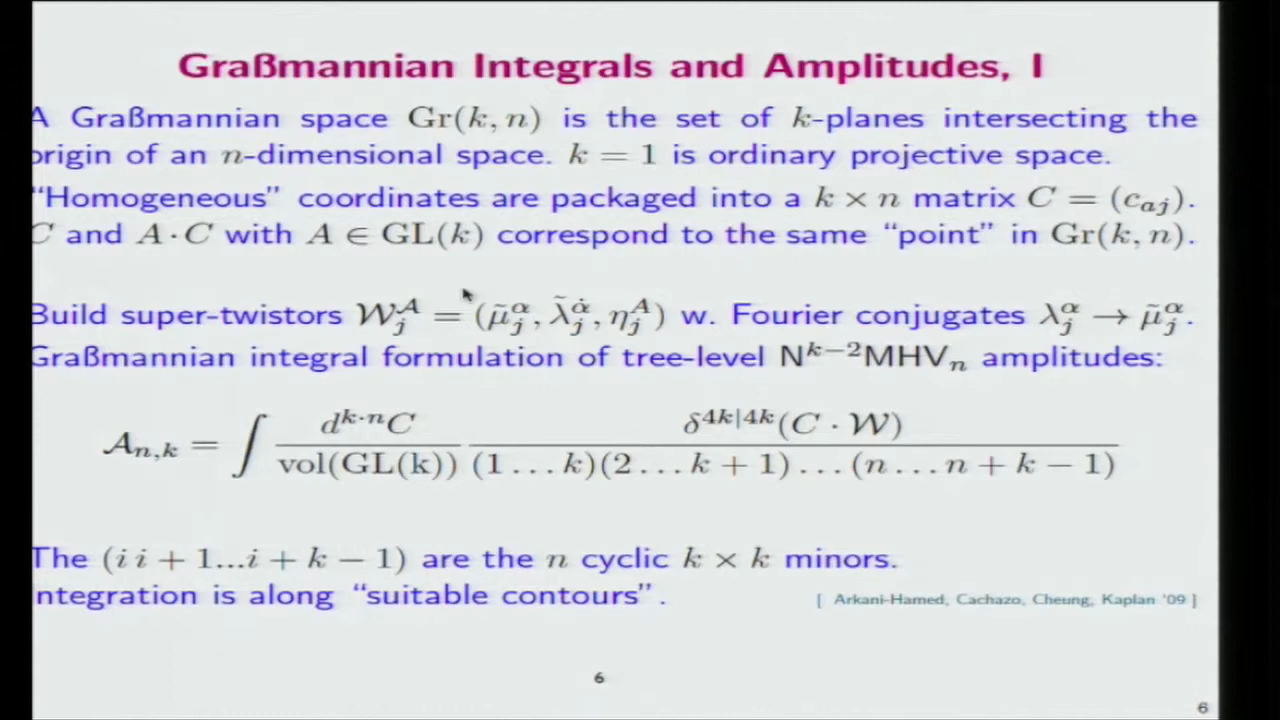 Graßmannian Integrals and Amplitudes, I
A Graßmannian space Gr(k, n) is the set of k-planes intersecting the
origin of an n-dimensional space. k = 1 is ordinary projective space.
"Homogeneous" coordinates are packaged into a k × n matrix C = (c_{aj}).
C and A · C with A ∈ GL(k) correspond to the same "point" in Gr(k, n).
Build super-twistors 𝒲_j^𝒜 = (μ̃_j^α, λ̃_j^{α̇}, η_j^A) w. Fourier conjugates λ_j^α → μ̃_j^α.
Graßmannian integral formulation of tree-level N^{k−2}MHV_n amplitudes:
𝒜_{n,k} = ∫ d^{k·n}C / vol(GL(k)) δ^{4k|4k}(C · 𝒲) / (1 … k)(2 … k + 1) … (n … n + k − 1)
The (i i + 1...i + k − 1) are the n cyclic k × k minors.
Integration is along "suitable contours".
[ Arkani-Hamed, Cachazo, Cheung, Kaplan '09 ]
6
6